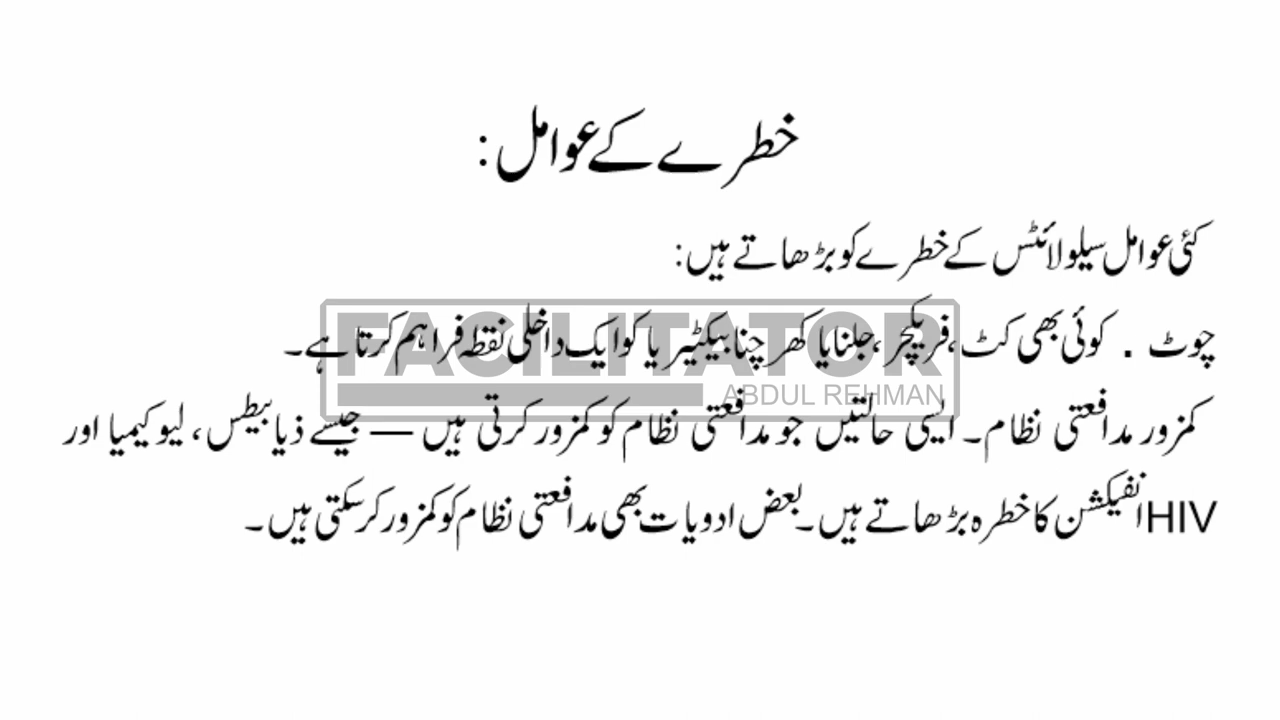 خطرے کے عوامل:
کئی عوامل سیلولائٹس کے خطرے کو بڑھاتے ہیں:
چوٹ . کوئی بھی کٹ، فریکچر، جلنا یا کھرچنا بیکٹیریا کو ایک داخلی نقطہ فراہم کرتا ہے۔
FACILITATOR
ABDUL REHMAN
کمزور مدافعتی نظام۔ ایسی حالتیں جو مدافعتی نظام کو کمزور کرتی ہیں — جیسے ذیابیطس، لیوکیمیا اور
HIV انفیکشن کا خطرہ بڑھاتے ہیں۔ بعض ادویات بھی مدافعتی نظام کو کمزور کر سکتی ہیں۔